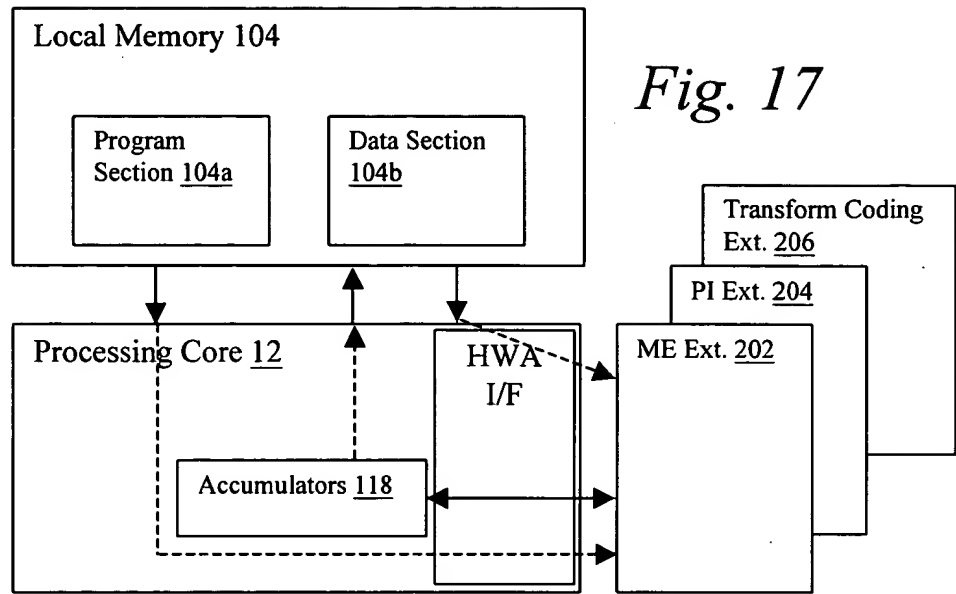 Local Memory 104
Fig. 17
Program
Section 104a
Data Section
104b
Transform Coding
Ext. 206
PI Ext. 204
ME Ext. 202
Processing Core 12
HWA
I/F
Accumulators 118